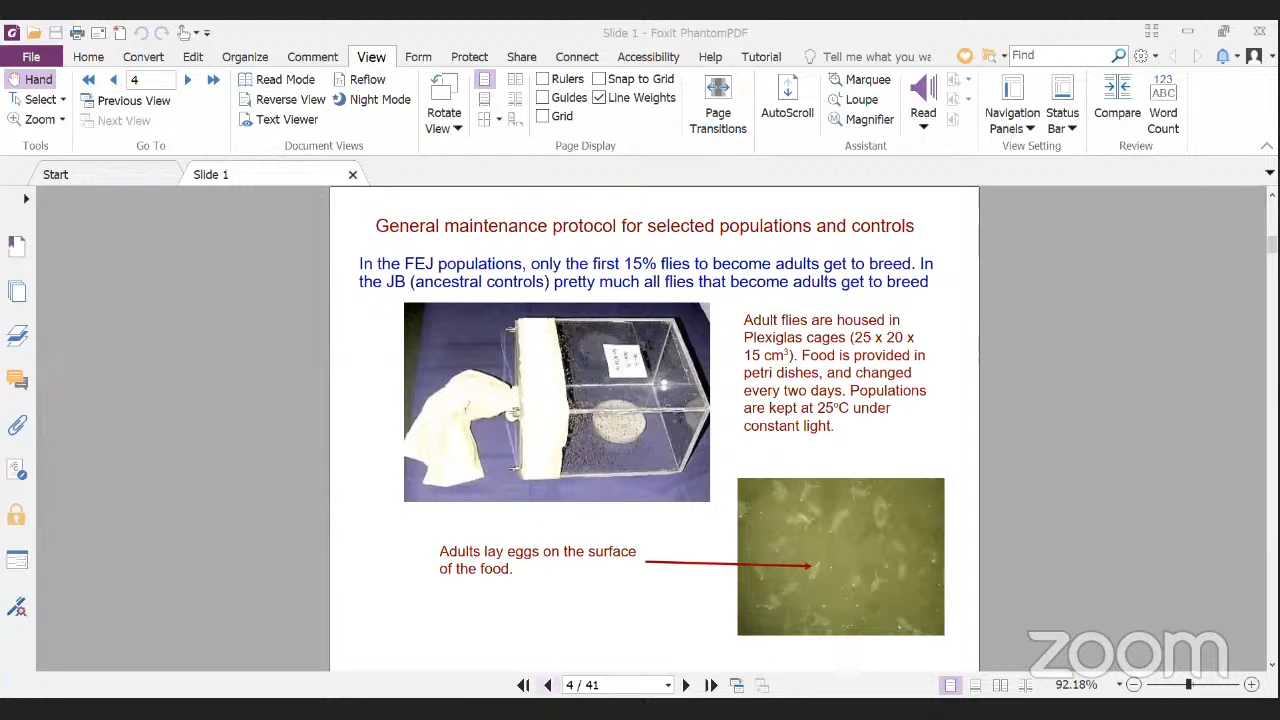 Slide 1 - Foxit PhantomPDF
File Home Convert Edit Organize Comment View Form Protect Share Connect Accessibility Help Tutorial Tell me what you wa Find
Hand 4 Read Mode Reflow Rulers Snap to Grid Marquee 123
Select Previous View Reverse View Night Mode Guides Line Weights Loupe ABC
Zoom Next View Text Viewer Rotate Grid Page AutoScroll Magnifier Read Navigation Status Compare Word
View Transitions Panels Bar Count
Tools Go To Document Views Page Display Assistant View Setting Review
Start Slide 1
General maintenance protocol for selected populations and controls
In the FEJ populations, only the first 15% flies to become adults get to breed. In
the JB (ancestral controls) pretty much all flies that become adults get to breed
Adult flies are housed in
Plexiglas cages (25 x 20 x
15 cm³). Food is provided in
petri dishes, and changed
every two days. Populations
are kept at 25ºC under
constant light.
Adults lay eggs on the surface
of the food.
zoom
4 / 41 92.18%